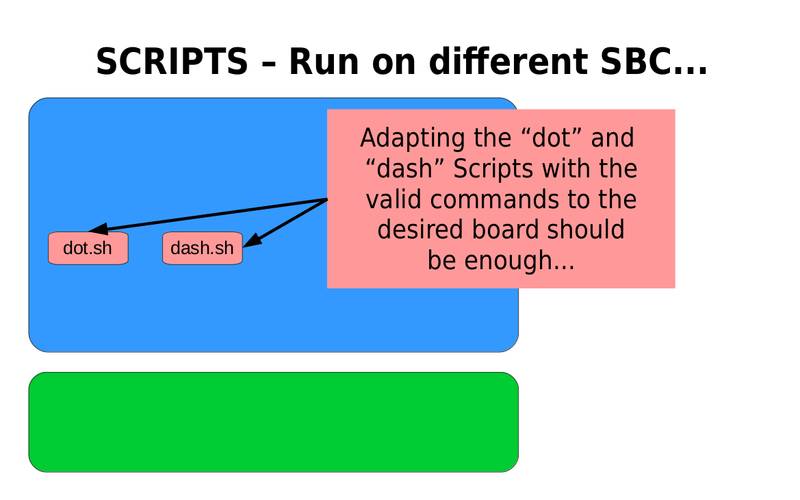 SCRIPTS – Run on different SBC...
Adapting the “dot” and
“dash” Scripts with the
valid commands to the
desired board should
be enough...
dot.sh
dash.sh